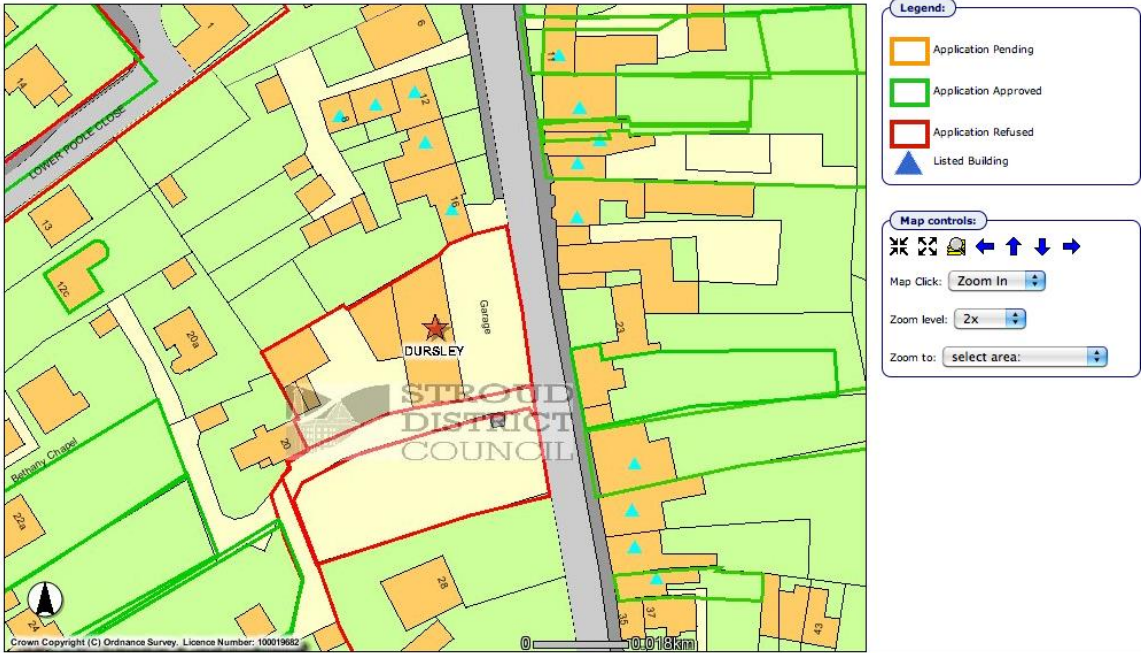 1
6
14
LOWER POOLE CLOSE
8
12
11
13
16
12c
Garage
20a
23
DURSLEY
STROUD
DISTRICT
COUNCIL
20
Bethany Chapel
22a
28
24
35
37
43
Crown Copyright (C) Ordnance Survey. Licence Number: 100019682
0 0.018km
Legend:
Application Pending
Application Approved
Application Refused
Listed Building
Map controls:
Map Click: Zoom In
Zoom level: 2x
Zoom to: select area: